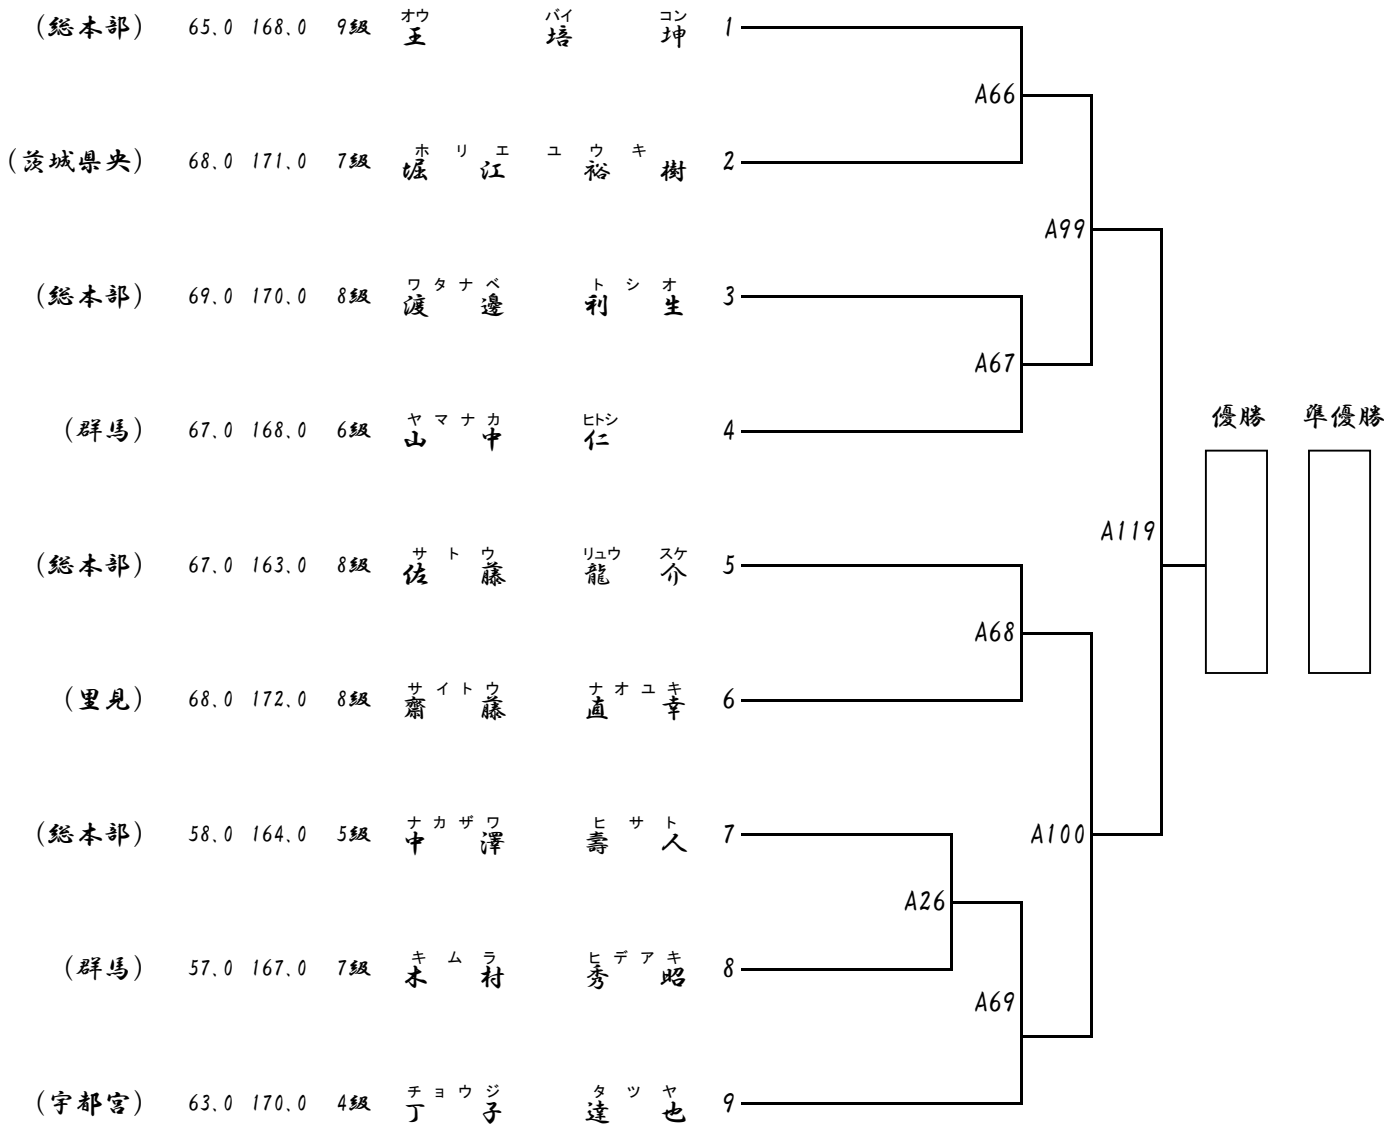 オウ バイ コン
(総本部) 65.0 168.0 9級 王 培 坤 1
A66
ホリエ ユウキ
(茨城県央) 68.0 171.0 7級 堀江 裕樹 2
A99
ワタナベ トシオ
(総本部) 69.0 170.0 8級 渡邊 利生 3
A67
ヤマナカ ヒトシ
(群馬) 67.0 168.0 6級 山中 仁 4
優勝 準優勝
A119
サトウ リュウ スケ
(総本部) 67.0 163.0 8級 佐藤 龍介 5
A68
サイトウ ナオユキ
(里見) 68.0 172.0 8級 齋藤 直幸 6
ナカザワ ヒサト
(総本部) 58.0 164.0 5級 中澤 壽人 7
A100
A26
キムラ ヒデアキ
(群馬) 57.0 167.0 7級 木村 秀昭 8
A69
チョウジ タツヤ
(宇都宮) 63.0 170.0 4級 丁子 達也 9